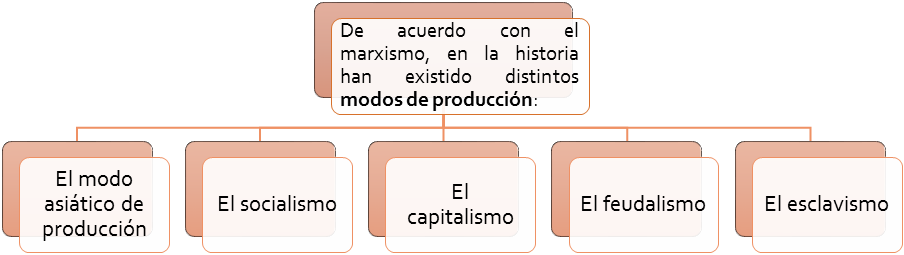 De acuerdo con el
marxismo, en la historia
han existido distintos
modos de producción:
El modo
asiático de
producción
El socialismo
El
capitalismo
El feudalismo
El esclavismo